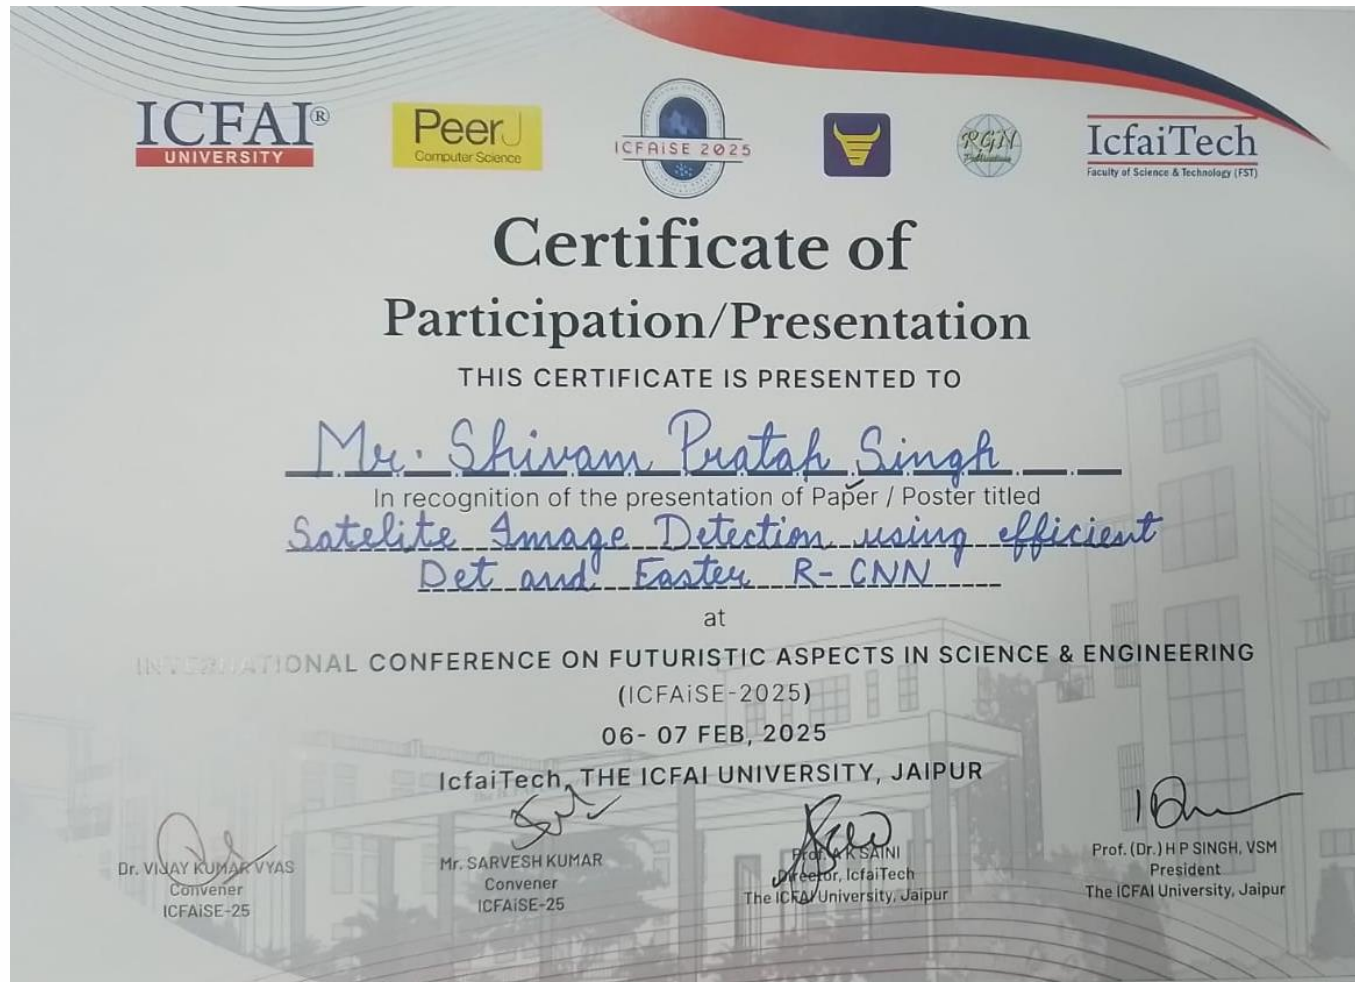 ICFAI®
UNIVERSITY
PeerJ
Computer Science
ICFAiSE 2025
RGN
Publications
IcfaiTech
Faculty of Science & Technology (FST)
Certificate of
Participation/Presentation
THIS CERTIFICATE IS PRESENTED TO
Mr. Shivam Pratap Singh
In recognition of the presentation of Paper / Poster titled
Satelite Image Detection using efficient
Det and Faster R-CNN
at
INTERNATIONAL CONFERENCE ON FUTURISTIC ASPECTS IN SCIENCE & ENGINEERING
(ICFAiSE-2025)
06- 07 FEB, 2025
IcfaiTech, THE ICFAI UNIVERSITY, JAIPUR
Dr. VIJAY KUMAR VYAS
Convener
ICFAiSE-25
Mr. SARVESH KUMAR
Convener
ICFAiSE-25
Prof. K SAINI
Director, IcfaiTech
The ICFAI University, Jaipur
Prof. (Dr.) H P SINGH, VSM
President
The ICFAI University, Jaipur